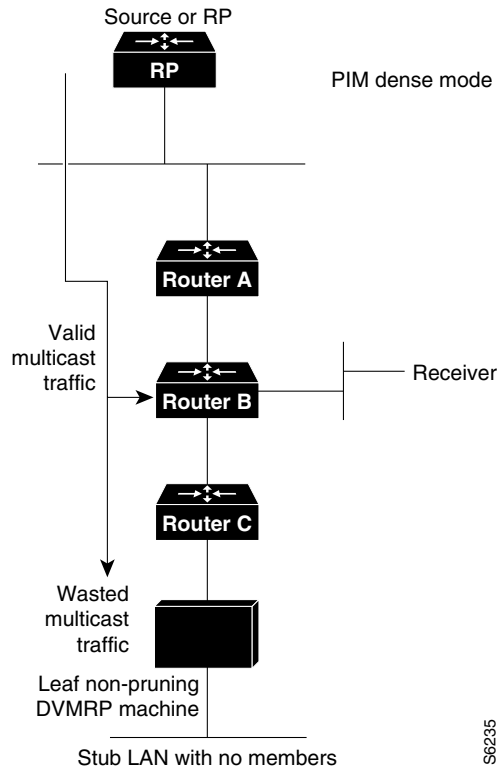 Source or RP
RP
PIM dense mode
Router A
Valid
multicast
traffic
Receiver
Router B
Router C
Wasted
multicast
traffic
Leaf non-pruning
DVMRP machine
Stub LAN with no members
S6235